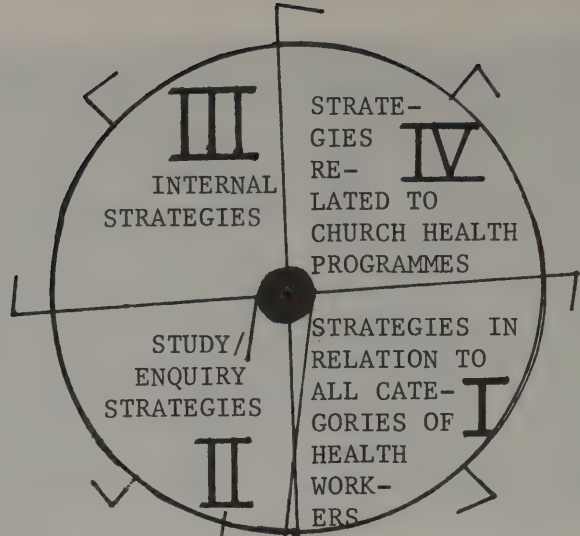 III
INTERNAL
STRATEGIES
STRATE-
GIES
IV
RE-
LATED TO
CHURCH HEALTH
PROGRAMMES
STUDY/
ENQUIRY
STRATEGIES
II
STRATEGIES IN
RELATION TO
ALL CATE-
GORIES OF
I
HEALTH
WORK-
ERS